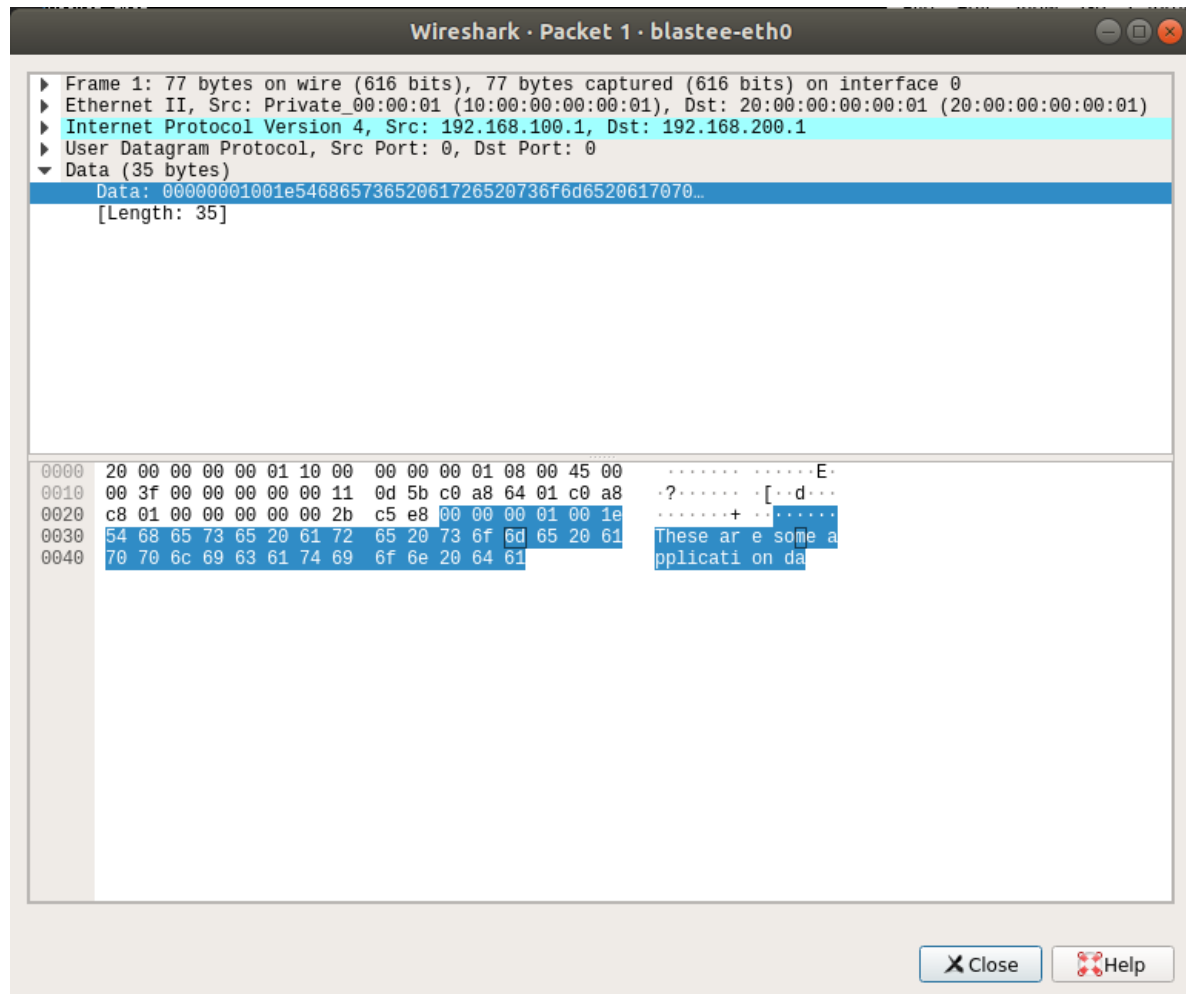 Wireshark · Packet 1 · blastee-eth0
Frame 1: 77 bytes on wire (616 bits), 77 bytes captured (616 bits) on interface 0
Ethernet II, Src: Private_00:00:01 (10:00:00:00:00:01), Dst: 20:00:00:00:00:01 (20:00:00:00:00:01)
Internet Protocol Version 4, Src: 192.168.100.1, Dst: 192.168.200.1
User Datagram Protocol, Src Port: 0, Dst Port: 0
Data (35 bytes)
Data: 00000001001e54686573652061726520736f6d6520617070…
[Length: 35]
0000 20 00 00 00 00 01 10 00 00 00 00 01 08 00 45 00 ······· ······E·
0010 00 3f 00 00 00 00 00 11 0d 5b c0 a8 64 01 c0 a8 ·?······ ·[··d···
0020 c8 01 00 00 00 00 00 2b c5 e8 00 00 00 01 00 1e ·······+ ········
0030 54 68 65 73 65 20 61 72 65 20 73 6f 6d 65 20 61 These ar e some a
0040 70 70 6c 69 63 61 74 69 6f 6e 20 64 61 pplicati on da
Close Help